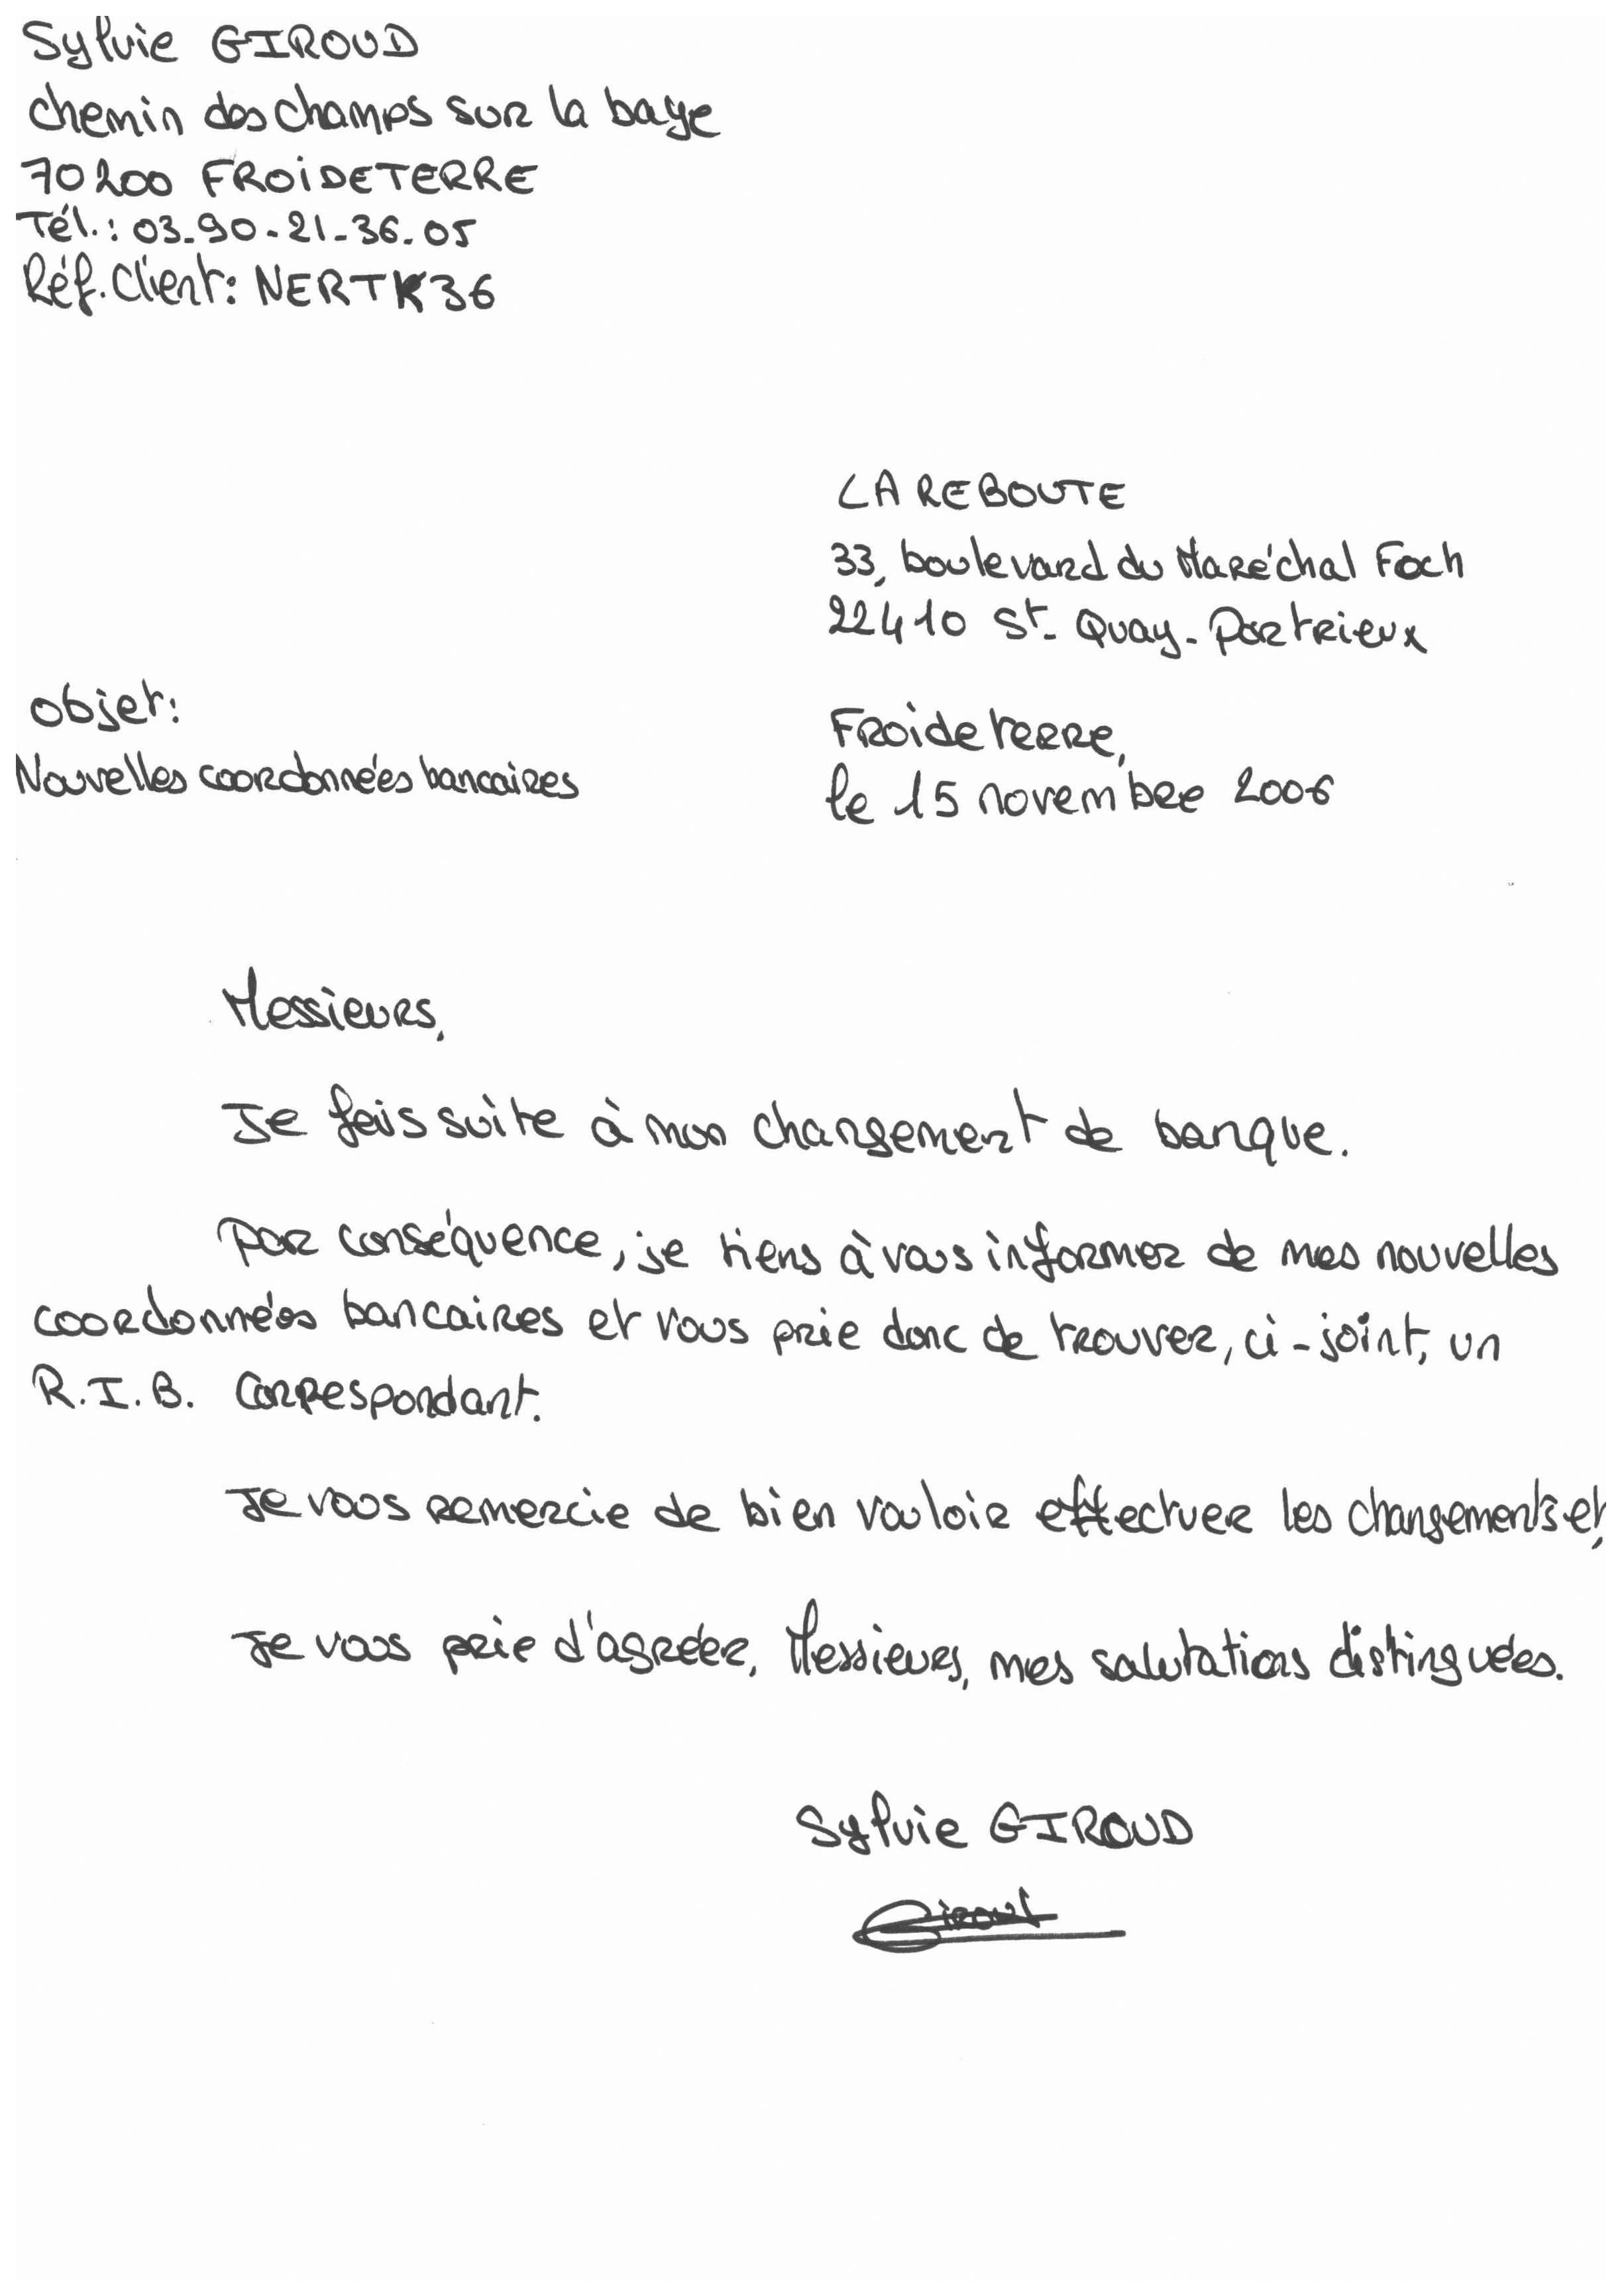 Sylvie GIROUD
chemin des champs sur la baye
70200 FROIDETERRE
Tél.: 03-90-21-36-05
Réf. Client: NERTK36
LA REBOUTE
33, boulevard du Maréchal Foch
22410 St-Quay-Portrieux
objet:
Nouvelles coordonnées bancaires
Froideterre,
le 15 novembre 2006
Messieurs,
Je fais suite à mon changement de banque.
Par conséquence, je tiens à vous informer de mes nouvelles
coordonnées bancaires et vous prie donc de trouver, ci-joint, un
R.I.B. correspondant.
Je vous remercie de bien vouloir effectuer les changements et,
Je vous prie d'agréer, Messieurs, mes salutations distinguées.
Sylvie GIROUD
Giroud